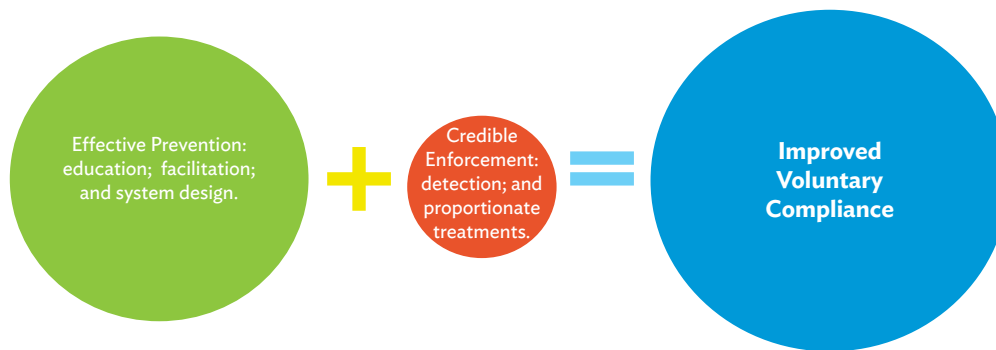 Effective Prevention:
education; facilitation;
and system design.
Credible
Enforcement:
detection; and
proportionate
treatments.
Improved
Voluntary
Compliance